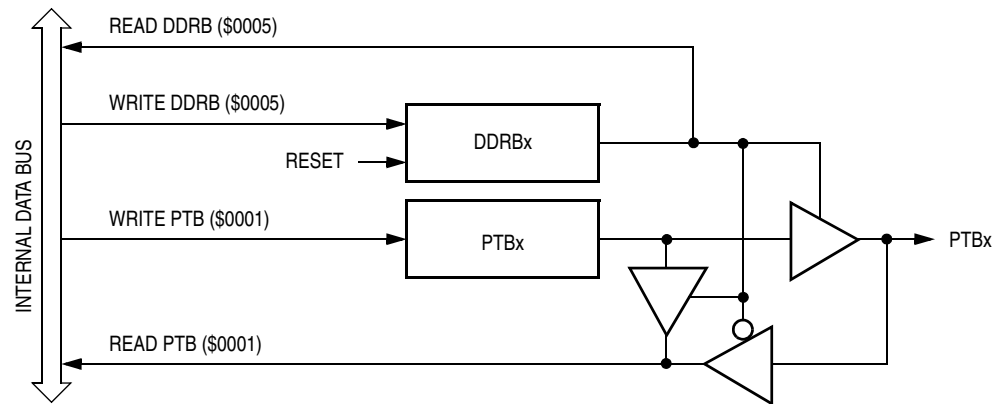 READ DDRB ($0005)
WRITE DDRB ($0005)
DDRBx
RESET
INTERNAL DATA BUS
WRITE PTB ($0001)
PTBx
PTBx
READ PTB ($0001)